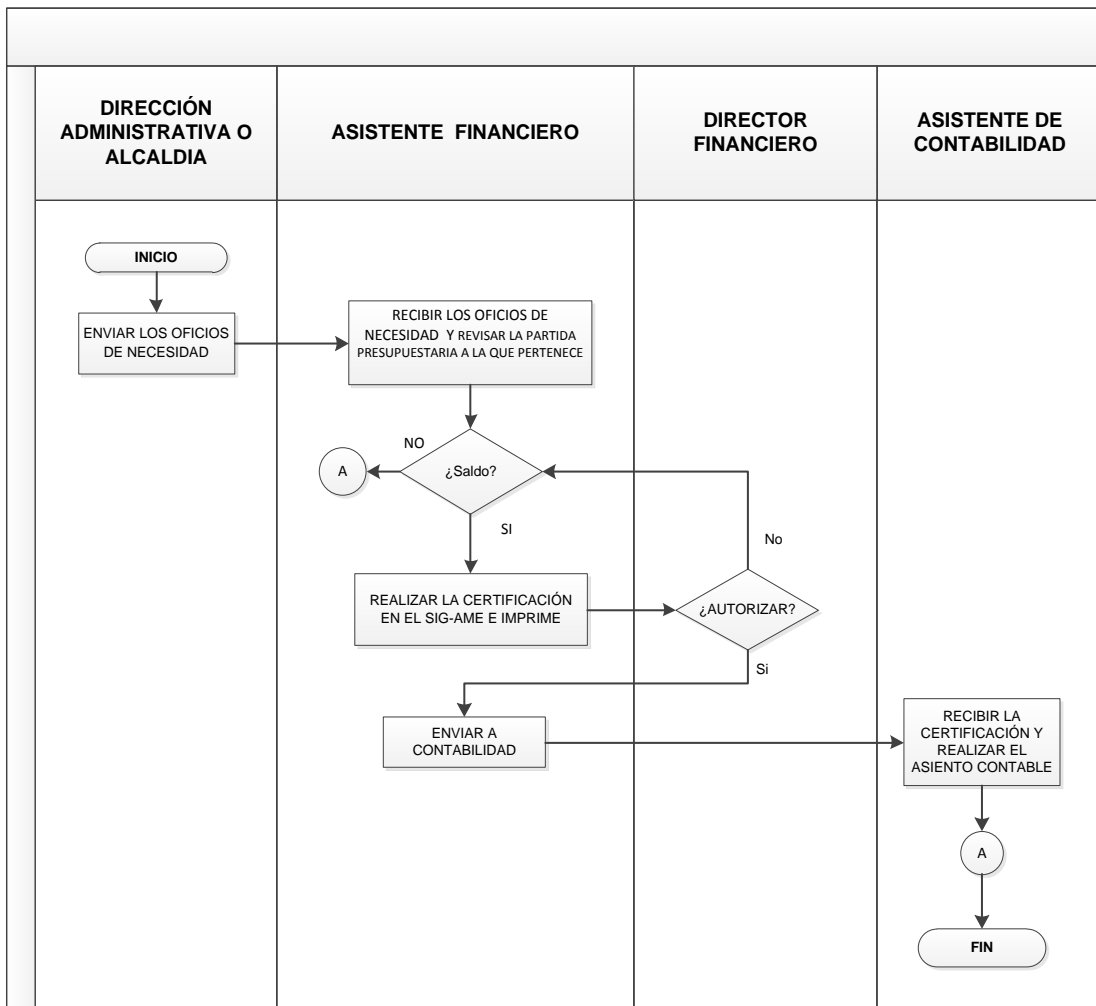 DIRECCIÓN
ADMINISTRATIVA O
ALCALDIA
ASISTENTE FINANCIERO
DIRECTOR
FINANCIERO
ASISTENTE DE
CONTABILIDAD
INICIO
ENVIAR LOS OFICIOS
DE NECESIDAD
RECIBIR LOS OFICIOS DE
NECESIDAD Y REVISAR LA PARTIDA
PRESUPUESTARIA A LA QUE PERTENECE
NO
A
¿Saldo?
SI
No
REALIZAR LA CERTIFICACIÓN
EN EL SIG-AME E IMPRIME
¿AUTORIZAR?
Si
ENVIAR A
CONTABILIDAD
RECIBIR LA
CERTIFICACIÓN Y
REALIZAR EL
ASIENTO CONTABLE
A
FIN